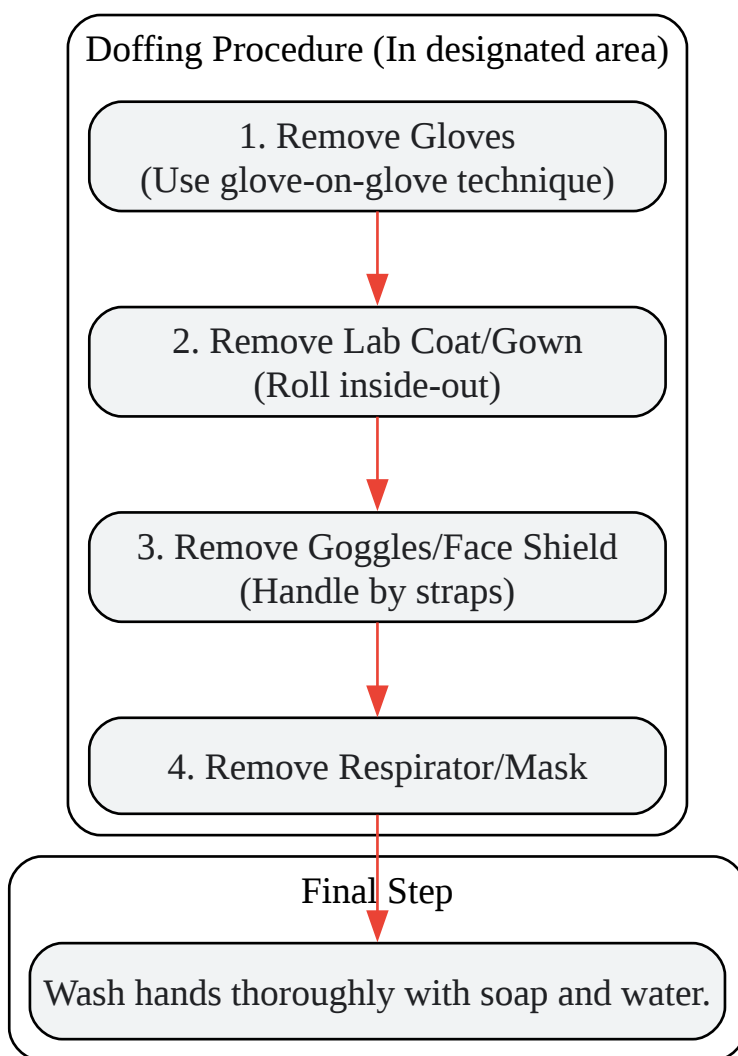 Doffing Procedure (In designated area)
1. Remove Gloves
(Use glove-on-glove technique)
2. Remove Lab Coat/Gown
(Roll inside-out)
3. Remove Goggles/Face Shield
(Handle by straps)
4. Remove Respirator/Mask
Final Step
Wash hands thoroughly with soap and water.